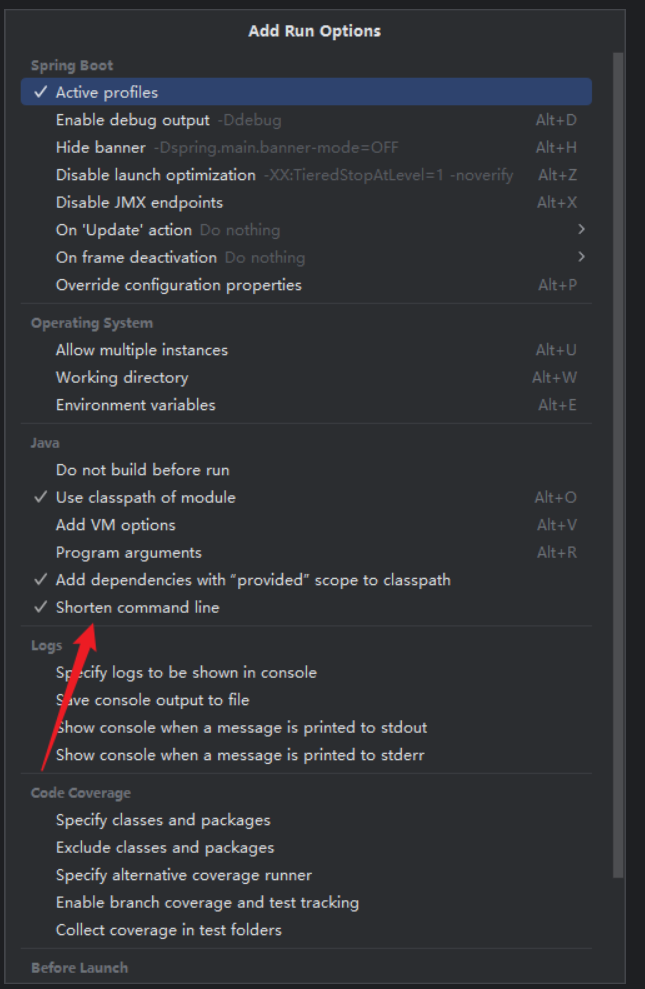 Add Run Options
Spring Boot
Active profiles
Enable debug output -Ddebug Alt+D
Hide banner -Dspring.main.banner-mode=OFF Alt+H
Disable launch optimization -XX:TieredStopAtLevel=1 -noverify Alt+Z
Disable JMX endpoints Alt+X
On 'Update' action Do nothing
On frame deactivation Do nothing
Override configuration properties Alt+P
Operating System
Allow multiple instances Alt+U
Working directory Alt+W
Environment variables Alt+E
Java
Do not build before run
Use classpath of module Alt+O
Add VM options Alt+V
Program arguments Alt+R
Add dependencies with “provided” scope to classpath
Shorten command line
Logs
Specify logs to be shown in console
Save console output to file
Show console when a message is printed to stdout
Show console when a message is printed to stderr
Code Coverage
Specify classes and packages
Exclude classes and packages
Specify alternative coverage runner
Enable branch coverage and test tracking
Collect coverage in test folders
Before Launch